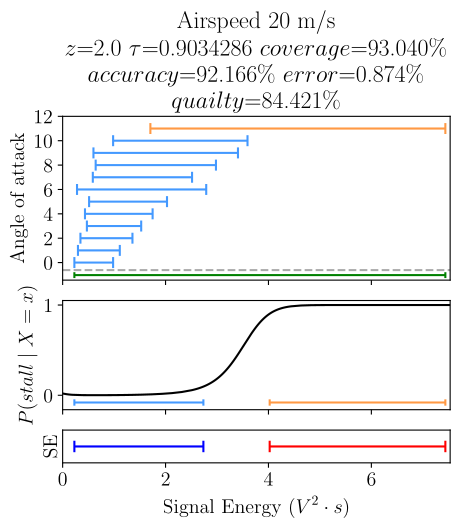 Airspeed 20 m/s
z=2.0 τ=0.9034286 coverage=93.040%
accuracy=92.166% error=0.874%
quailty=84.421%
12
10
8
6
4
2
0
Angle of attack
1
0
P(stall | X = x)
SE
0 2 4 6
Signal Energy (V² · s)